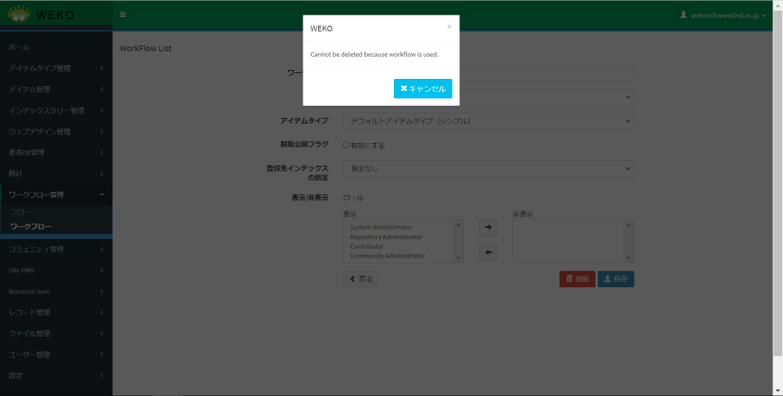 WEKO
wekosoftware@nii.ac.jp
ホーム
アイテムタイプ管理
アイテム管理
インデックスツリー管理
ウェブデザイン管理
著者DB管理
統計
ワークフロー管理
フロー
ワークフロー
コミュニティ管理
OAI-PMH
Resource Sync
レコード管理
ファイル管理
ユーザー管理
設定
WorkFlow List
WEKO
×
Cannot be deleted because workflow is used.
キャンセル
ワー
アイテムタイプ
デフォルトアイテムタイプ（シンプル）
制限公開フラグ
有効にする
登録先インデックス
の指定
指定なし
表示/非表示
ロール
表示
非表示
System Administrator
Repository Administrator
Contributor
Community Administrator
戻る
削除
保存